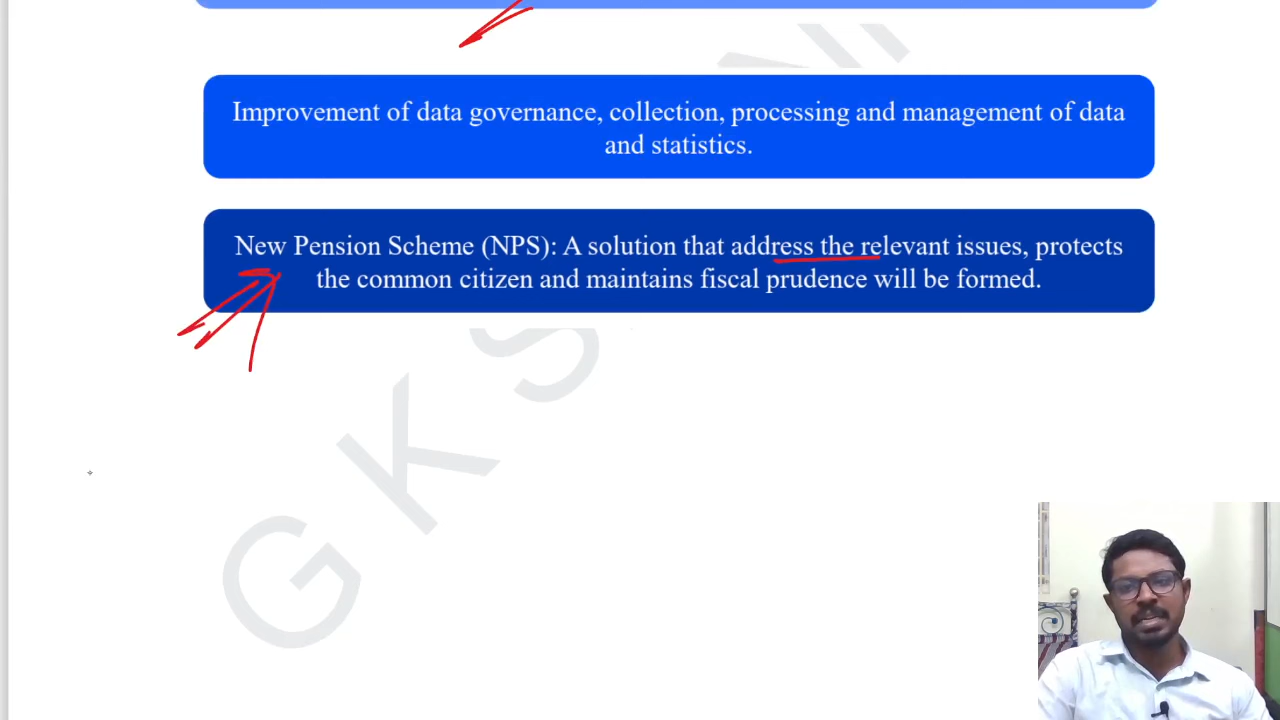 Improvement of data governance, collection, processing and management of data
and statistics.
New Pension Scheme (NPS): A solution that address the relevant issues, protects
the common citizen and maintains fiscal prudence will be formed.
G K S